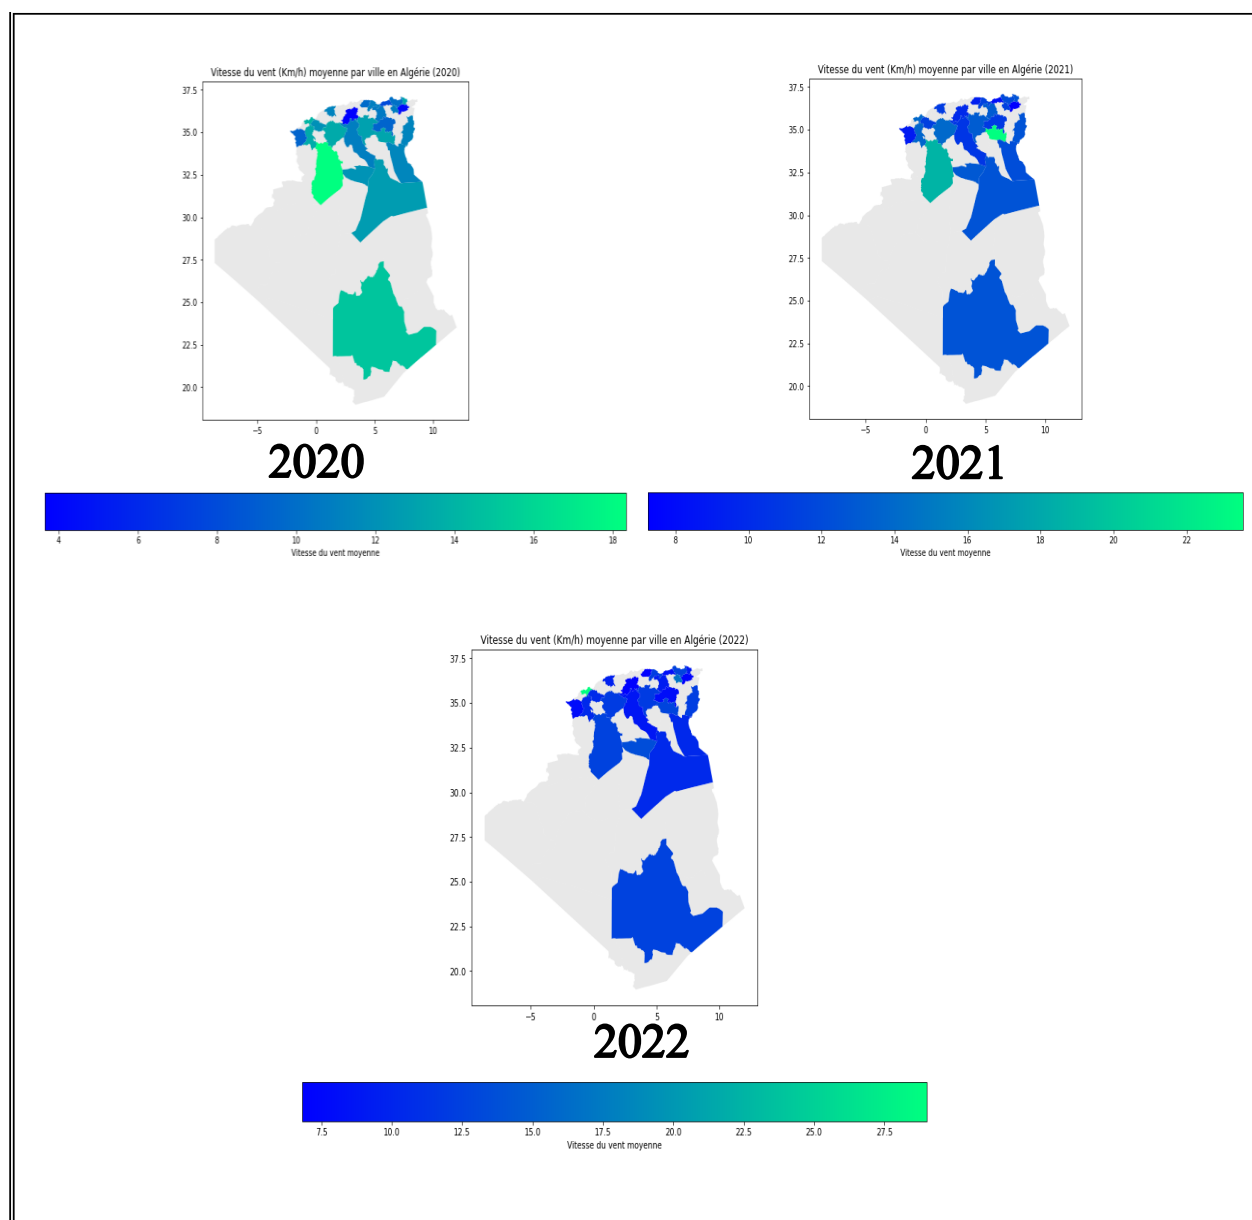 Vitesse du vent (Km/h) moyenne par ville en Algérie (2020)
37.5
35.0
32.5
30.0
27.5
25.0
22.5
20.0
−5 0 5 10
2020
4 6 8 10 12 14 16 18
Vitesse du vent moyenne
Vitesse du vent (Km/h) moyenne par ville en Algérie (2021)
37.5
35.0
32.5
30.0
27.5
25.0
22.5
20.0
−5 0 5 10
2021
8 10 12 14 16 18 20 22
Vitesse du vent moyenne
Vitesse du vent (Km/h) moyenne par ville en Algérie (2022)
37.5
35.0
32.5
30.0
27.5
25.0
22.5
20.0
−5 0 5 10
2022
7.5 10.0 12.5 15.0 17.5 20.0 22.5 25.0 27.5
Vitesse du vent moyenne